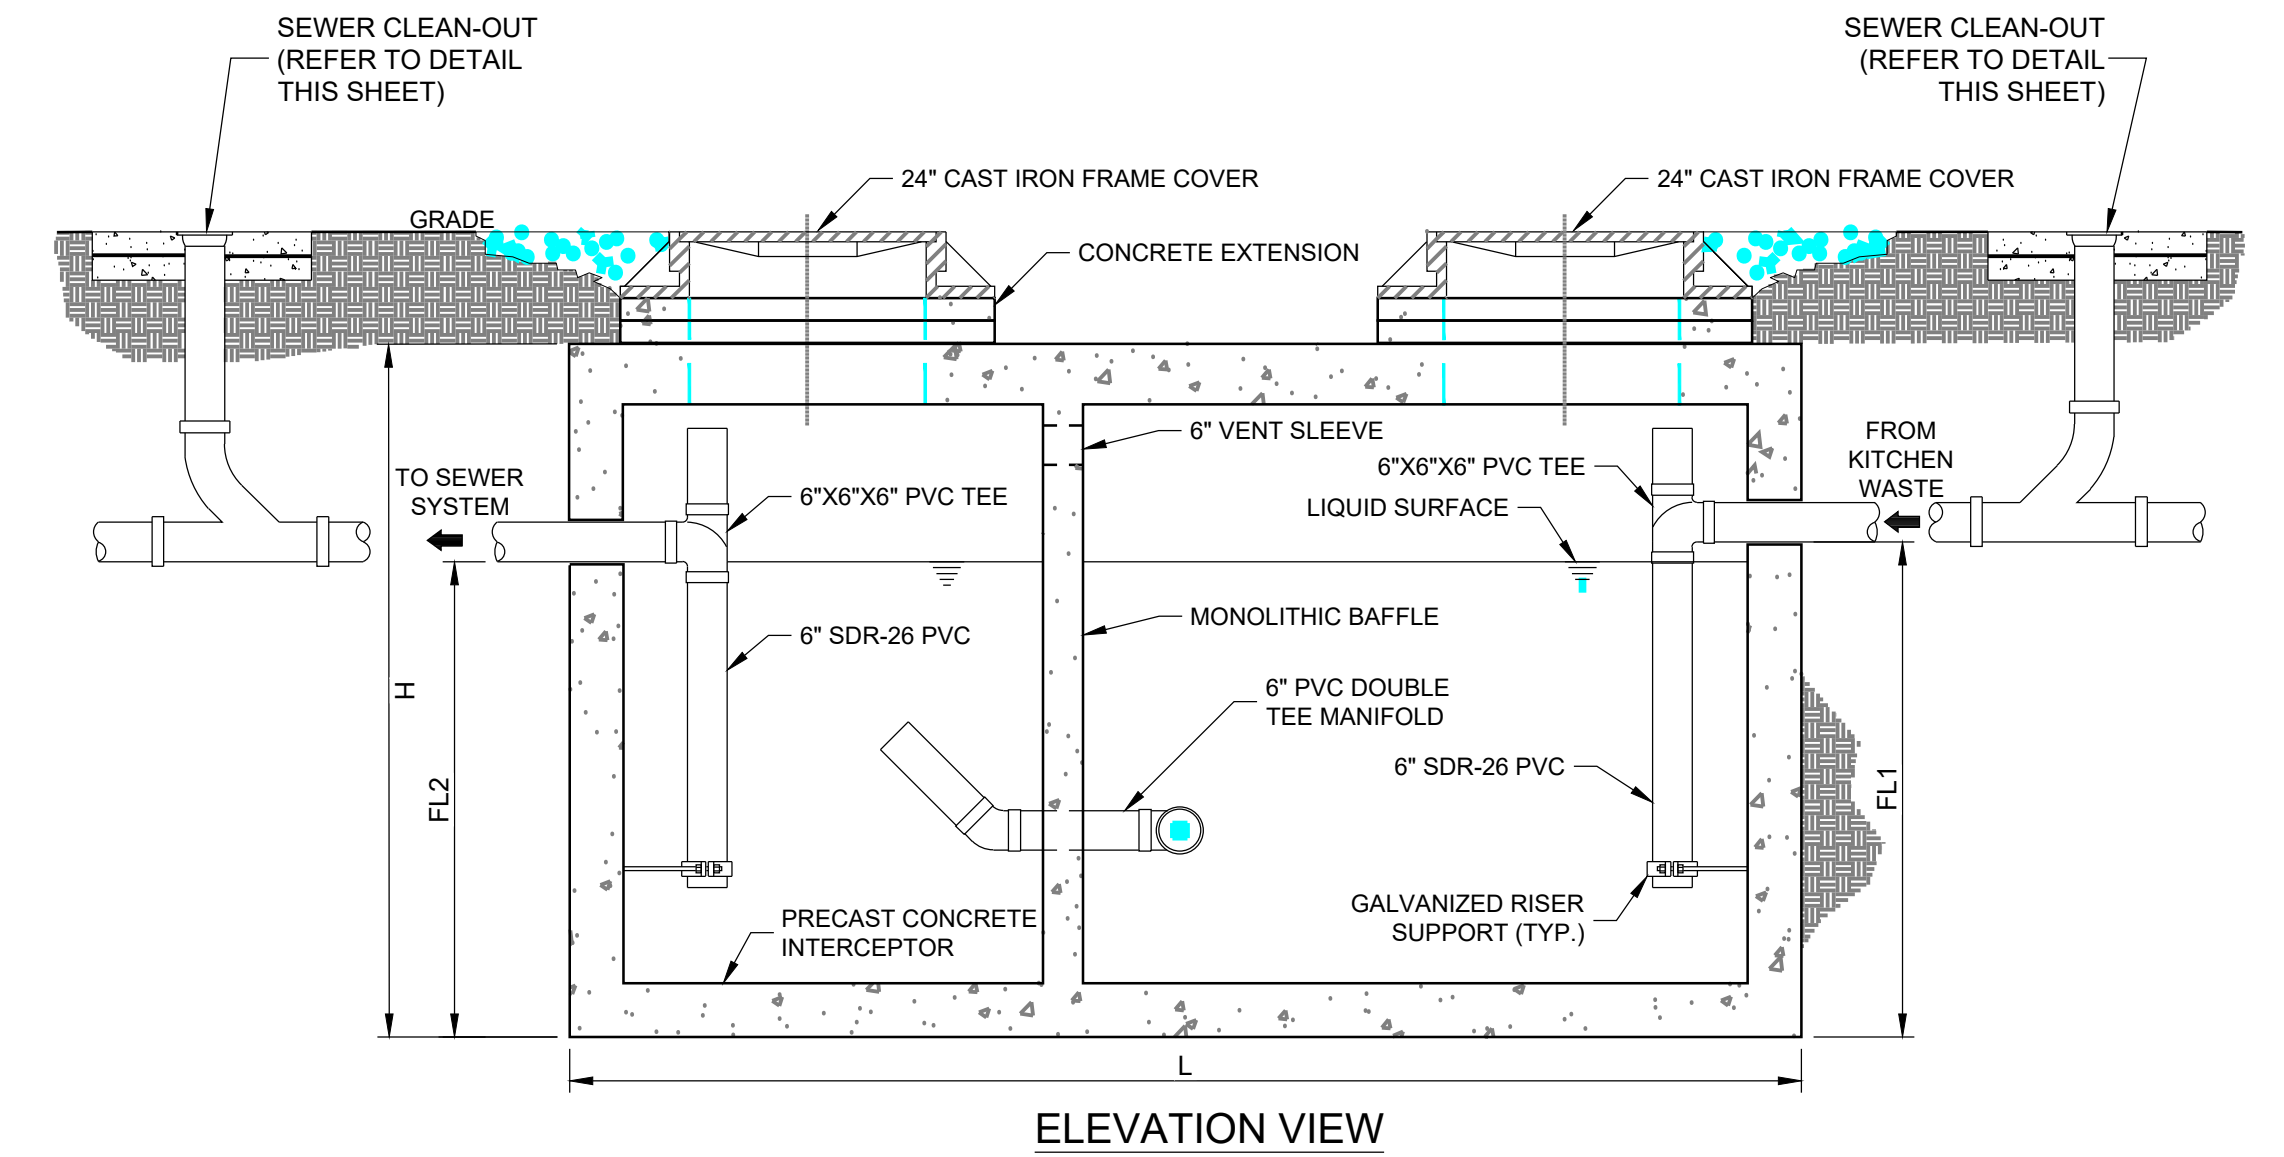 SEWER CLEAN-OUT
(REFER TO DETAIL
THIS SHEET)
SEWER CLEAN-OUT
(REFER TO DETAIL
THIS SHEET)
24" CAST IRON FRAME COVER
24" CAST IRON FRAME COVER
GRADE
CONCRETE EXTENSION
6" VENT SLEEVE
FROM
KITCHEN
WASTE
6"X6"X6" PVC TEE
TO SEWER
SYSTEM
6"X6"X6" PVC TEE
LIQUID SURFACE
MONOLITHIC BAFFLE
6" SDR-26 PVC
H
6" PVC DOUBLE
TEE MANIFOLD
6" SDR-26 PVC
FL2
FL1
PRECAST CONCRETE
INTERCEPTOR
GALVANIZED RISER
SUPPORT (TYP.)
L
ELEVATION VIEW